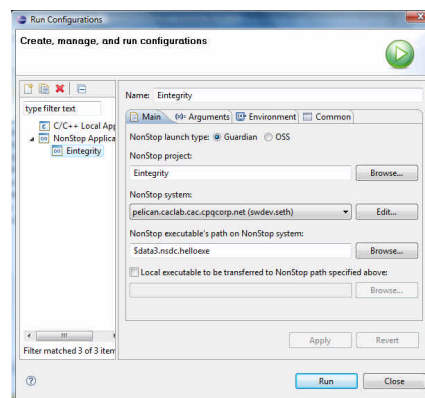 Run Configurations
Create, manage, and run configurations
type filter text
C/C++ Local App
NonStop Applica
Eintegrity
Filter matched 3 of 3 item
Name: Eintegrity
Main (x)= Arguments Environment Common
NonStop launch type: Guardian OSS
NonStop project:
Eintegrity Browse...
NonStop system:
pelican.caclab.cac.cpqcorp.net (swdev.seth) Edit...
NonStop executable's path on NonStop system:
$data3.nsdc.helloexe Browse...
Local executable to be transferred to NonStop path specified above:
Browse...
Apply Revert
Run Close